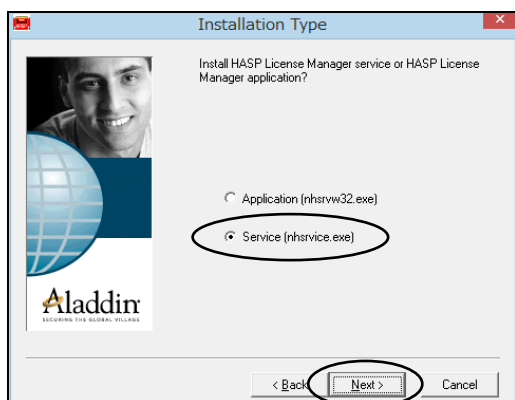 Installation Type
Install HASP License Manager service or HASP License
Manager application?
Application (nhsrvw32.exe)
Service (nhsrvice.exe)
Aladdin
SECURING THE GLOBAL VILLAGE
< Back
Next >
Cancel